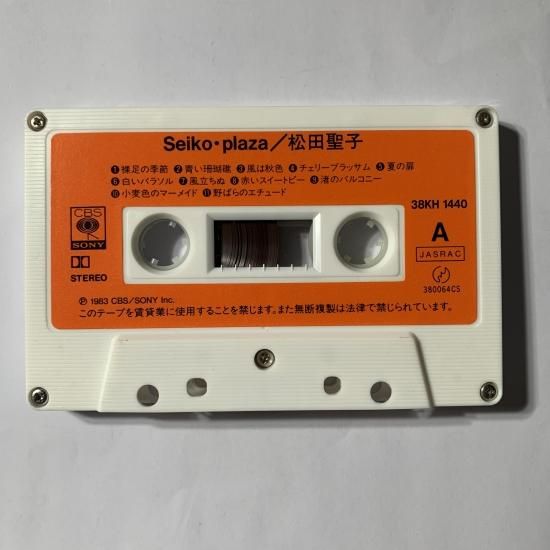 Seiko・plaza／松田聖子
❶裸足の季節 ❷青い珊瑚礁 ❸風は秋色 ❹チェリーブラッサム ❺夏の扉
❻白いパラソル ❼風立ちぬ ❽赤いスイートピー ❾渚のバルコニー
❿小麦色のマーメイド ⓫野ばらのエチュード
38KH 1440
CBS
SONY
A
JASRAC
STEREO
380064CS
Ⓟ 1983 CBS/SONY Inc.
このテープを賃貸業に使用することを禁じます。また無断複製は法律で禁じられています。